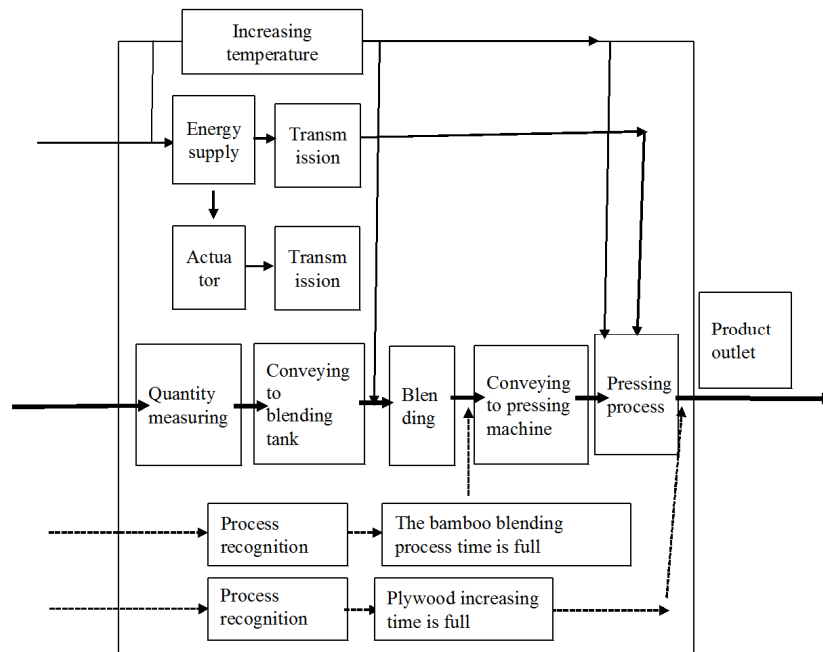 Increasing
temperature
Energy
supply
Transm
ission
Actua
tor
Transm
ission
Product
outlet
Quantity
measuring
Conveying
to
blending
tank
Blen
ding
Conveying
to pressing
machine
Pressing
process
Process
recognition
The bamboo blending
process time is full
Process
recognition
Plywood increasing
time is full